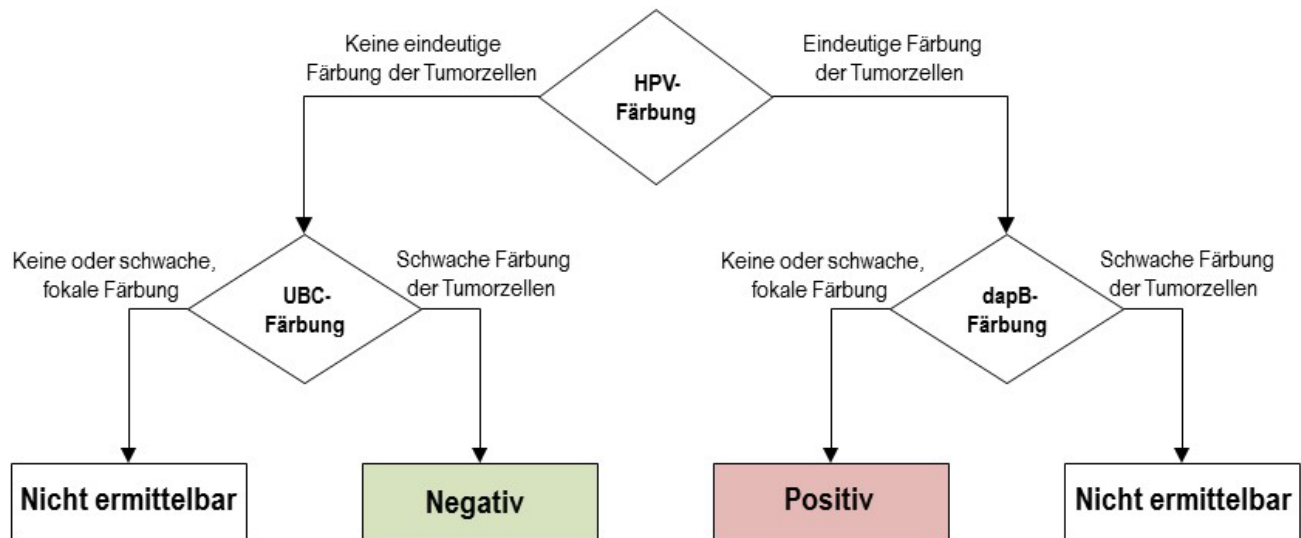 Keine eindeutige
Färbung der Tumorzellen
Eindeutige Färbung
der Tumorzellen
HPV-
Färbung
Keine oder schwache,
fokale Färbung
Schwache Färbung
der Tumorzellen
UBC-
Färbung
Keine oder schwache,
fokale Färbung
Schwache Färbung
der Tumorzellen
dapB-
Färbung
Nicht ermittelbar
Negativ
Positiv
Nicht ermittelbar